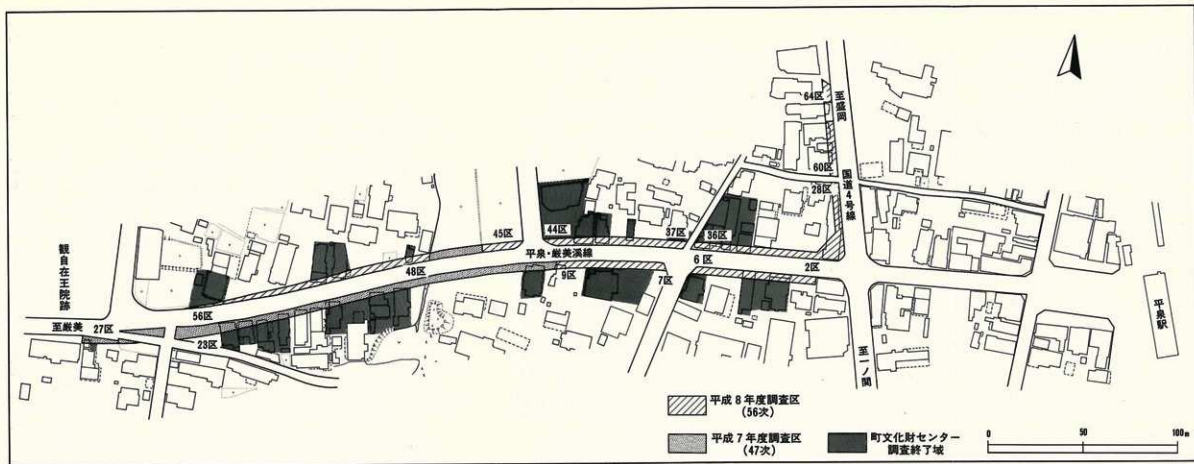 64区
至盛岡
60区
28区
国道4号線
45区
44区
37区
36区
平泉・厳美溪線
48区
9区
6区
2区
7区
観自在王院跡
56区
27区
至厳美
23区
至一ノ関
平泉駅
平成8年度調査区
(56次)
平成7年度調査区
(47次)
町文化財センター
調査終了域
0 50 100m